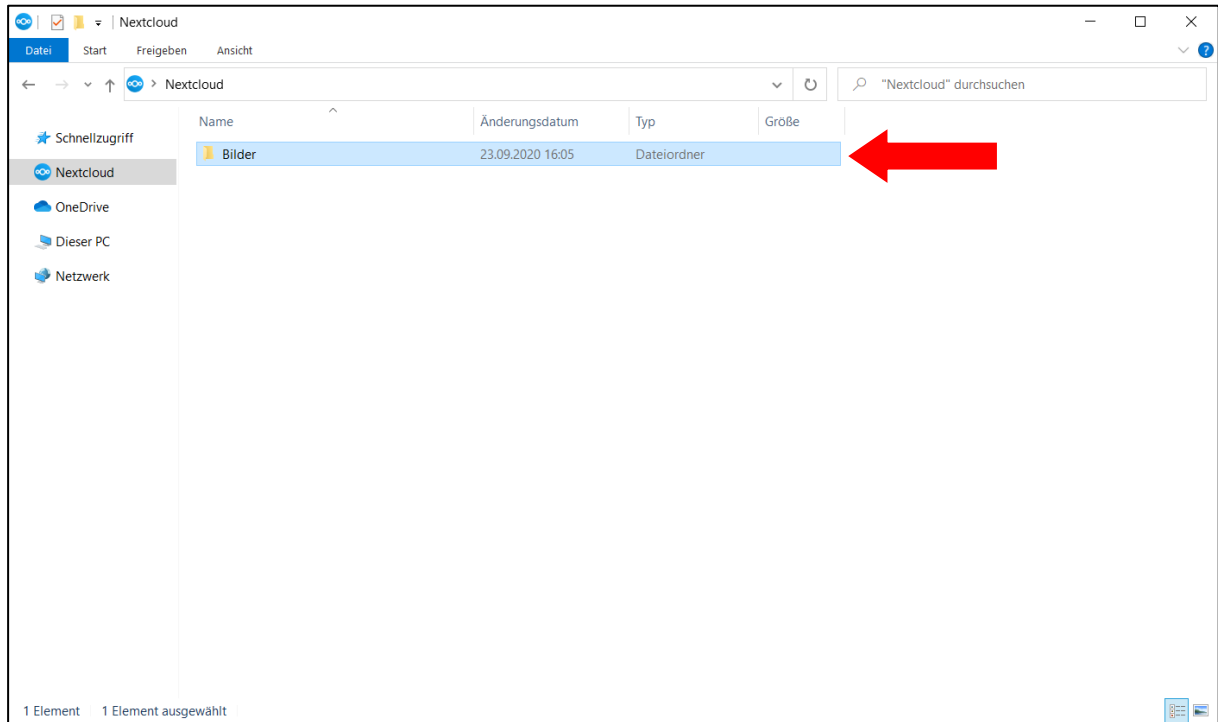 Nextcloud
Datei Start Freigeben Ansicht
Nextcloud "Nextcloud" durchsuchen
Name Änderungsdatum Typ Größe
Schnellzugriff
Bilder 23.09.2020 16:05 Dateiordner
Nextcloud
OneDrive
Dieser PC
Netzwerk
1 Element 1 Element ausgewählt